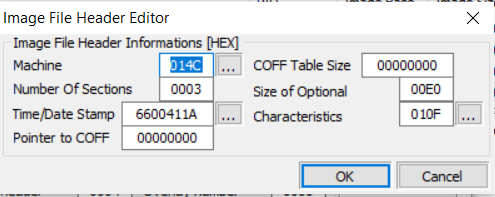 Image File Header Editor
Image File Header Informations [HEX]
Machine 014C ... COFF Table Size 00000000
Number Of Sections 0003 Size of Optional 00E0
Time/Date Stamp 6600411A ... Characteristics 010F ...
Pointer to COFF 00000000
OK Cancel